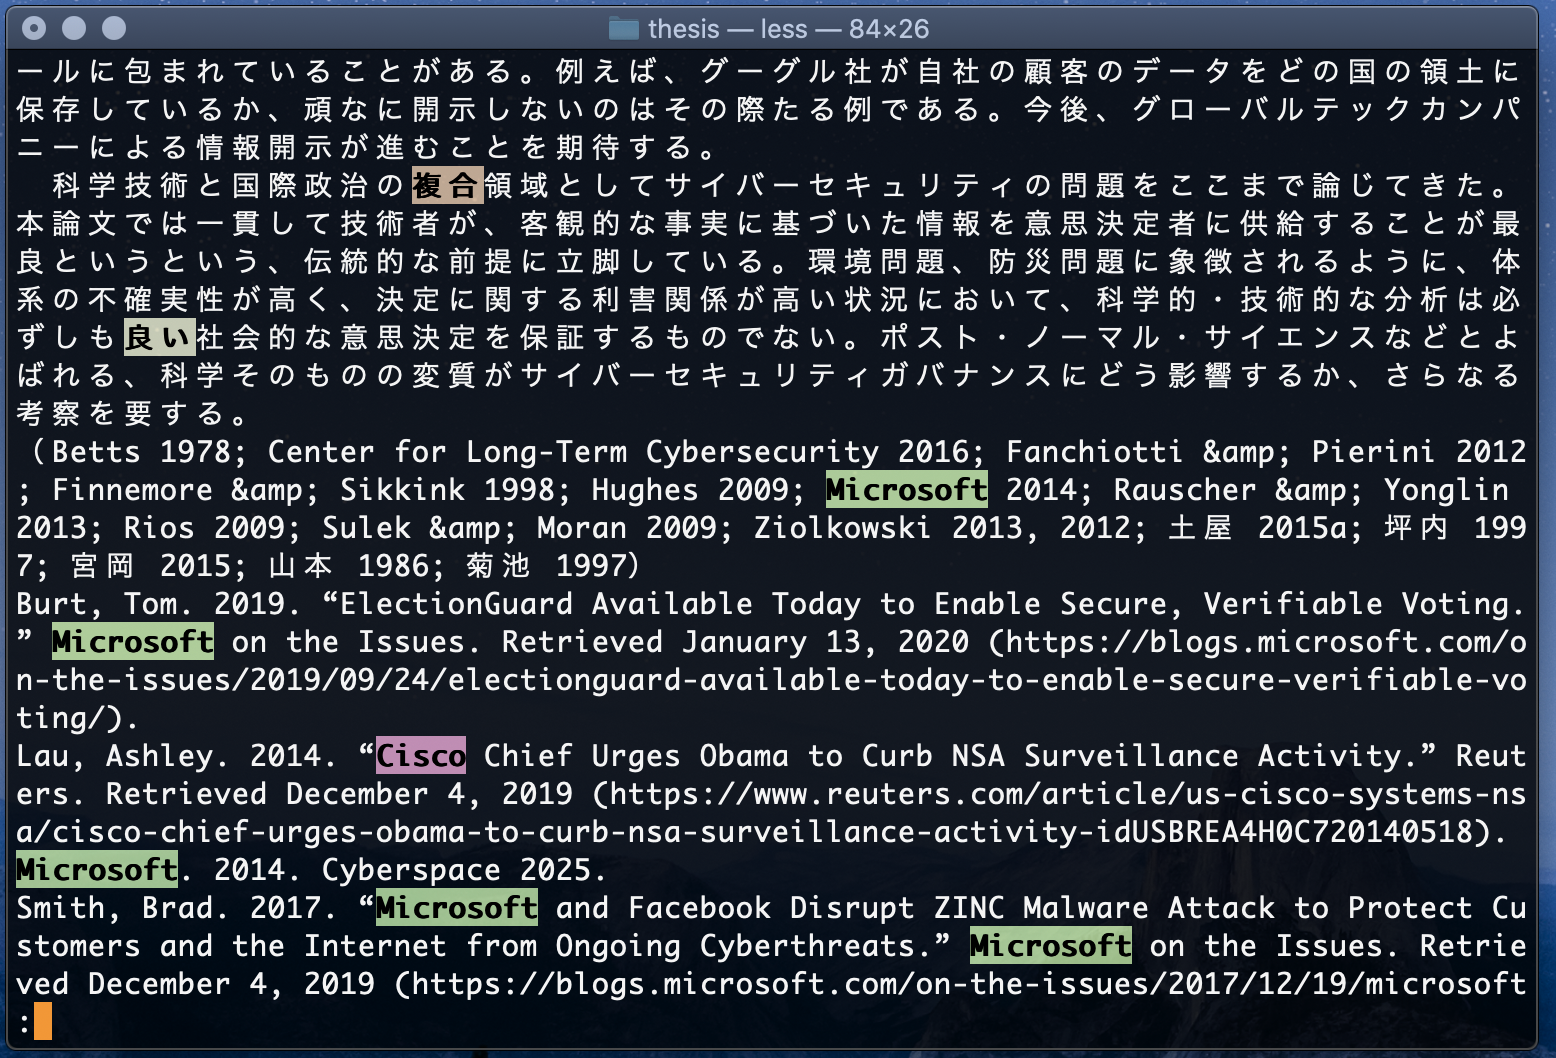 thesis — less — 84×26
ールに包まれていることがある。例えば、グーグル社が自社の顧客のデータをどの国の領土に
保存しているか、頑なに開示しないのはその際たる例である。今後、グローバルテックカンパ
ニーによる情報開示が進むことを期待する。
　科学技術と国際政治の複合領域としてサイバーセキュリティの問題をここまで論じてきた。
本論文では一貫して技術者が、客観的な事実に基づいた情報を意思決定者に供給することが最
良というという、伝統的な前提に立脚している。環境問題、防災問題に象徴されるように、体
系の不確実性が高く、決定に関する利害関係が高い状況において、科学的・技術的な分析は必
ずしも良い社会的な意思決定を保証するものでない。ポスト・ノーマル・サイエンスなどとよ
ばれる、科学そのものの変質がサイバーセキュリティガバナンスにどう影響するか、さらなる
考察を要する。
（Betts 1978; Center for Long-Term Cybersecurity 2016; Fanchiotti &amp; Pierini 2012
; Finnemore &amp; Sikkink 1998; Hughes 2009; Microsoft 2014; Rauscher &amp; Yonglin
2013; Rios 2009; Sulek &amp; Moran 2009; Ziolkowski 2013, 2012; 土屋 2015a; 坪内 199
7; 宮岡 2015; 山本 1986; 菊池 1997）
Burt, Tom. 2019. “ElectionGuard Available Today to Enable Secure, Verifiable Voting.
” Microsoft on the Issues. Retrieved January 13, 2020 (https://blogs.microsoft.com/o
n-the-issues/2019/09/24/electionguard-available-today-to-enable-secure-verifiable-vo
ting/).
Lau, Ashley. 2014. “Cisco Chief Urges Obama to Curb NSA Surveillance Activity.” Reut
ers. Retrieved December 4, 2019 (https://www.reuters.com/article/us-cisco-systems-ns
a/cisco-chief-urges-obama-to-curb-nsa-surveillance-activity-idUSBREA4H0C720140518).
Microsoft. 2014. Cyberspace 2025.
Smith, Brad. 2017. “Microsoft and Facebook Disrupt ZINC Malware Attack to Protect Cu
stomers and the Internet from Ongoing Cyberthreats.” Microsoft on the Issues. Retrie
ved December 4, 2019 (https://blogs.microsoft.com/on-the-issues/2017/12/19/microsoft
: